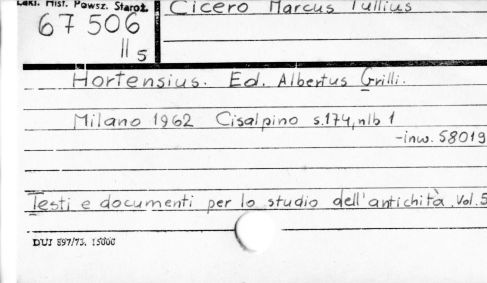 Zakł. Hist. Powsz. Staroż.
67 506
II 5
Cicero Marcus Tullius
Hortensius. Ed. Albertus Grilli.
Milano 1962 Cisalpino s.174, nlb 1
-inw. 58019
Testi e documenti per lo studio dell'antichità. Vol. 5
DUJ 897/73. 15000